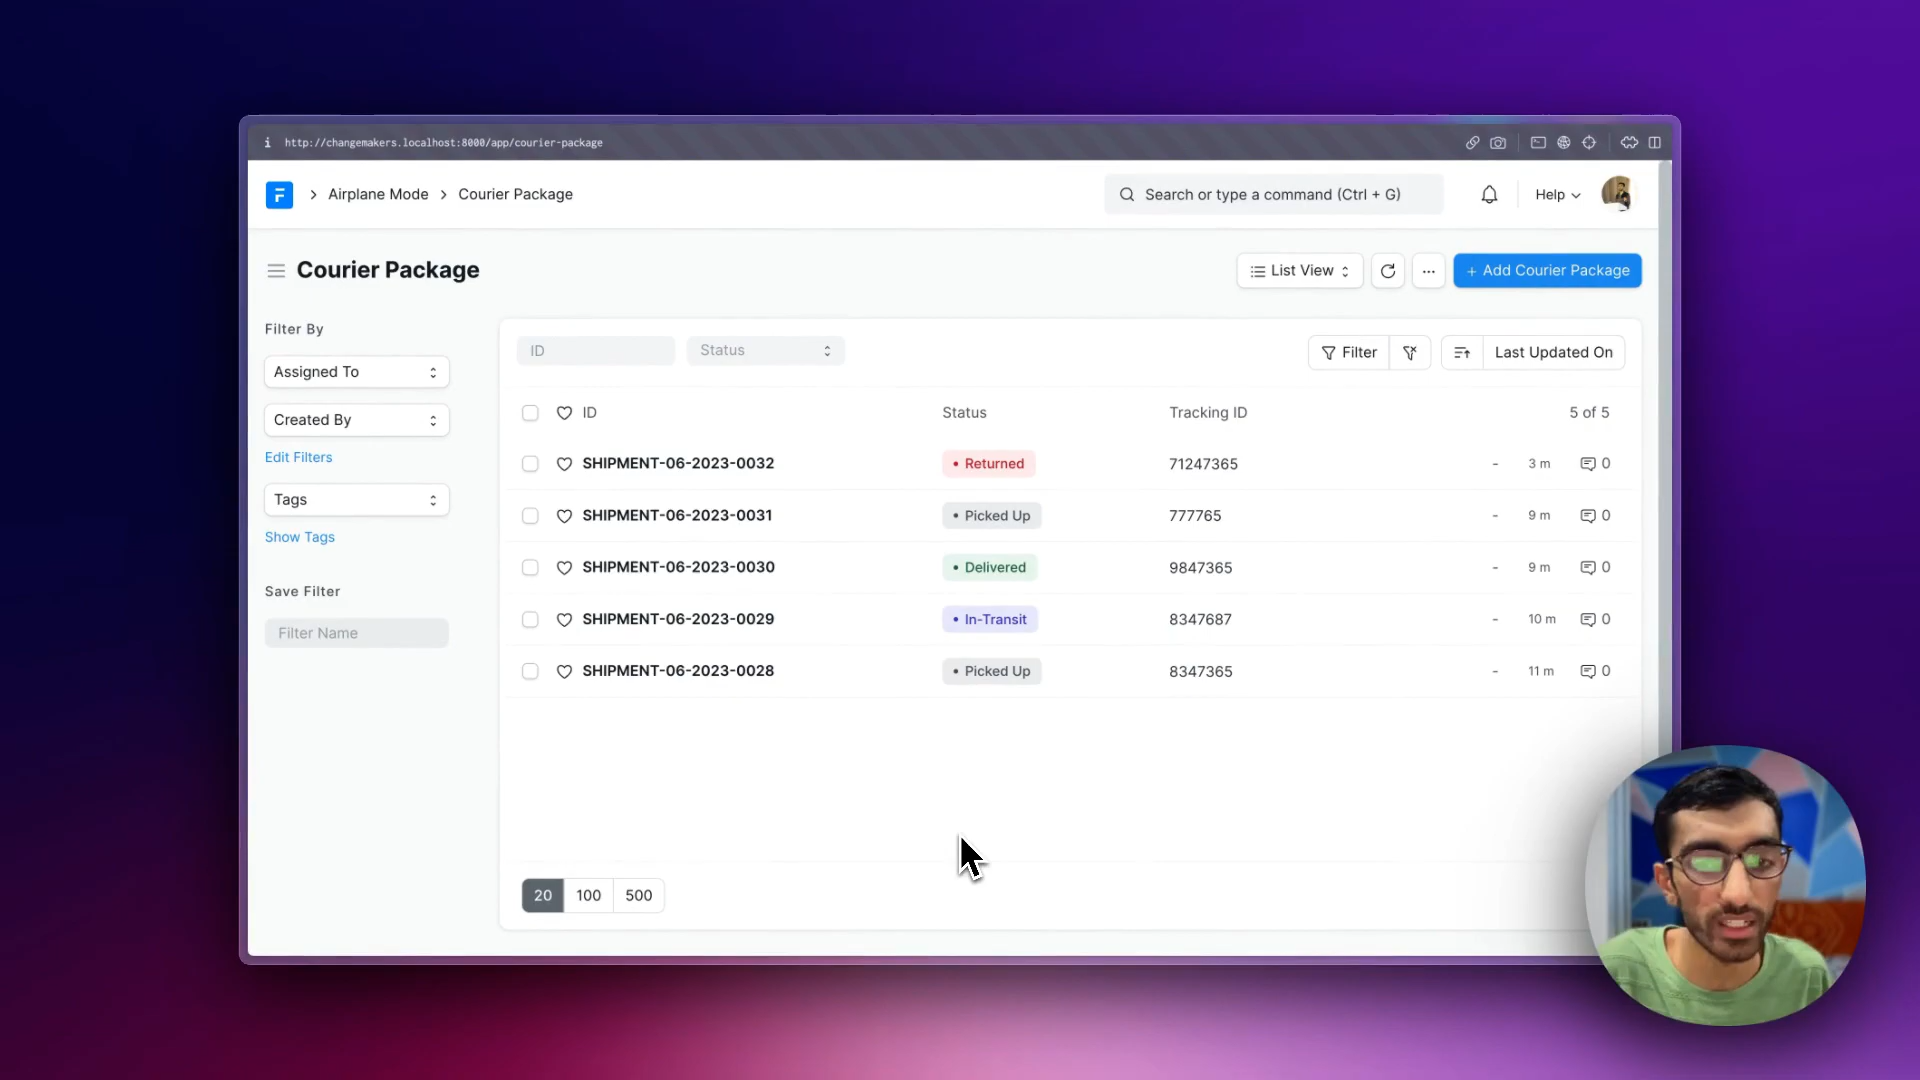 http://changemakers.localhost:8000/app/courier-package
Airplane Mode Courier Package
Search or type a command (Ctrl + G)
Help
Courier Package
List View
+ Add Courier Package
Filter By
Assigned To
Created By
Edit Filters
Tags
Show Tags
Save Filter
Filter Name
ID Status
Filter
Last Updated On
ID Status Tracking ID 5 of 5
SHIPMENT-06-2023-0032 • Returned 71247365 - 3 m 0
SHIPMENT-06-2023-0031 • Picked Up 777765 - 9 m 0
SHIPMENT-06-2023-0030 • Delivered 9847365 - 9 m 0
SHIPMENT-06-2023-0029 • In-Transit 8347687 - 10 m 0
SHIPMENT-06-2023-0028 • Picked Up 8347365 - 11 m 0
20 100 500